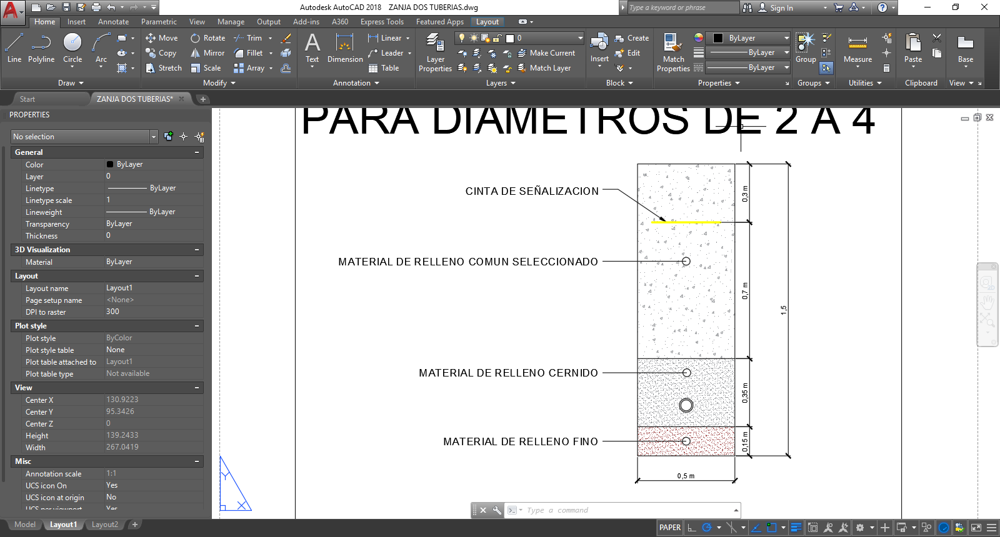 Autodesk AutoCAD 2018 ZANJA DOS TUBERIAS.dwg
Type a keyword or phrase
Sign In
Home Insert Annotate Parametric View Manage Output Add-ins A360 Express Tools Featured Apps Layout
Line Polyline Circle Arc
Draw
Move Rotate Trim
Copy Mirror Fillet
Stretch Scale Array
Modify
Text Dimension
Linear
Leader
Table
Annotation
Layer Properties
0
Make Current
Match Layer
Layers
Insert
Create
Edit
Block
Match Properties
ByLayer
ByLayer
ByLayer
Properties
Group
Groups
Measure
Utilities
Paste
Clipboard
Base
View
Start
ZANJA DOS TUBERIAS*
PROPERTIES
No selection
General
Color ByLayer
Layer 0
Linetype ByLayer
Linetype scale 1
Lineweight ByLayer
Transparency ByLayer
Thickness 0
3D Visualization
Material ByLayer
Layout
Layout name Layout1
Page setup name <None>
DPI to raster 300
Plot style
Plot style ByColor
Plot style table None
Plot table attached to Layout1
Plot table type Not available
View
Center X 130.9223
Center Y 95.3426
Center Z 0
Height 139.2433
Width 267.0419
Misc
Annotation scale 1:1
UCS icon On Yes
UCS icon at origin No
UCS per viewport Yes
PARA DIAMETROS DE 2 A 4
CINTA DE SEÑALIZACION
MATERIAL DE RELLENO COMUN SELECCIONADO
MATERIAL DE RELLENO CERNIDO
MATERIAL DE RELLENO FINO
0,3 m
0,7 m
0,35 m
0,15 m
1,5
0,5 m
Y
X
2D
Type a command
Model Layout1 Layout2
PAPER